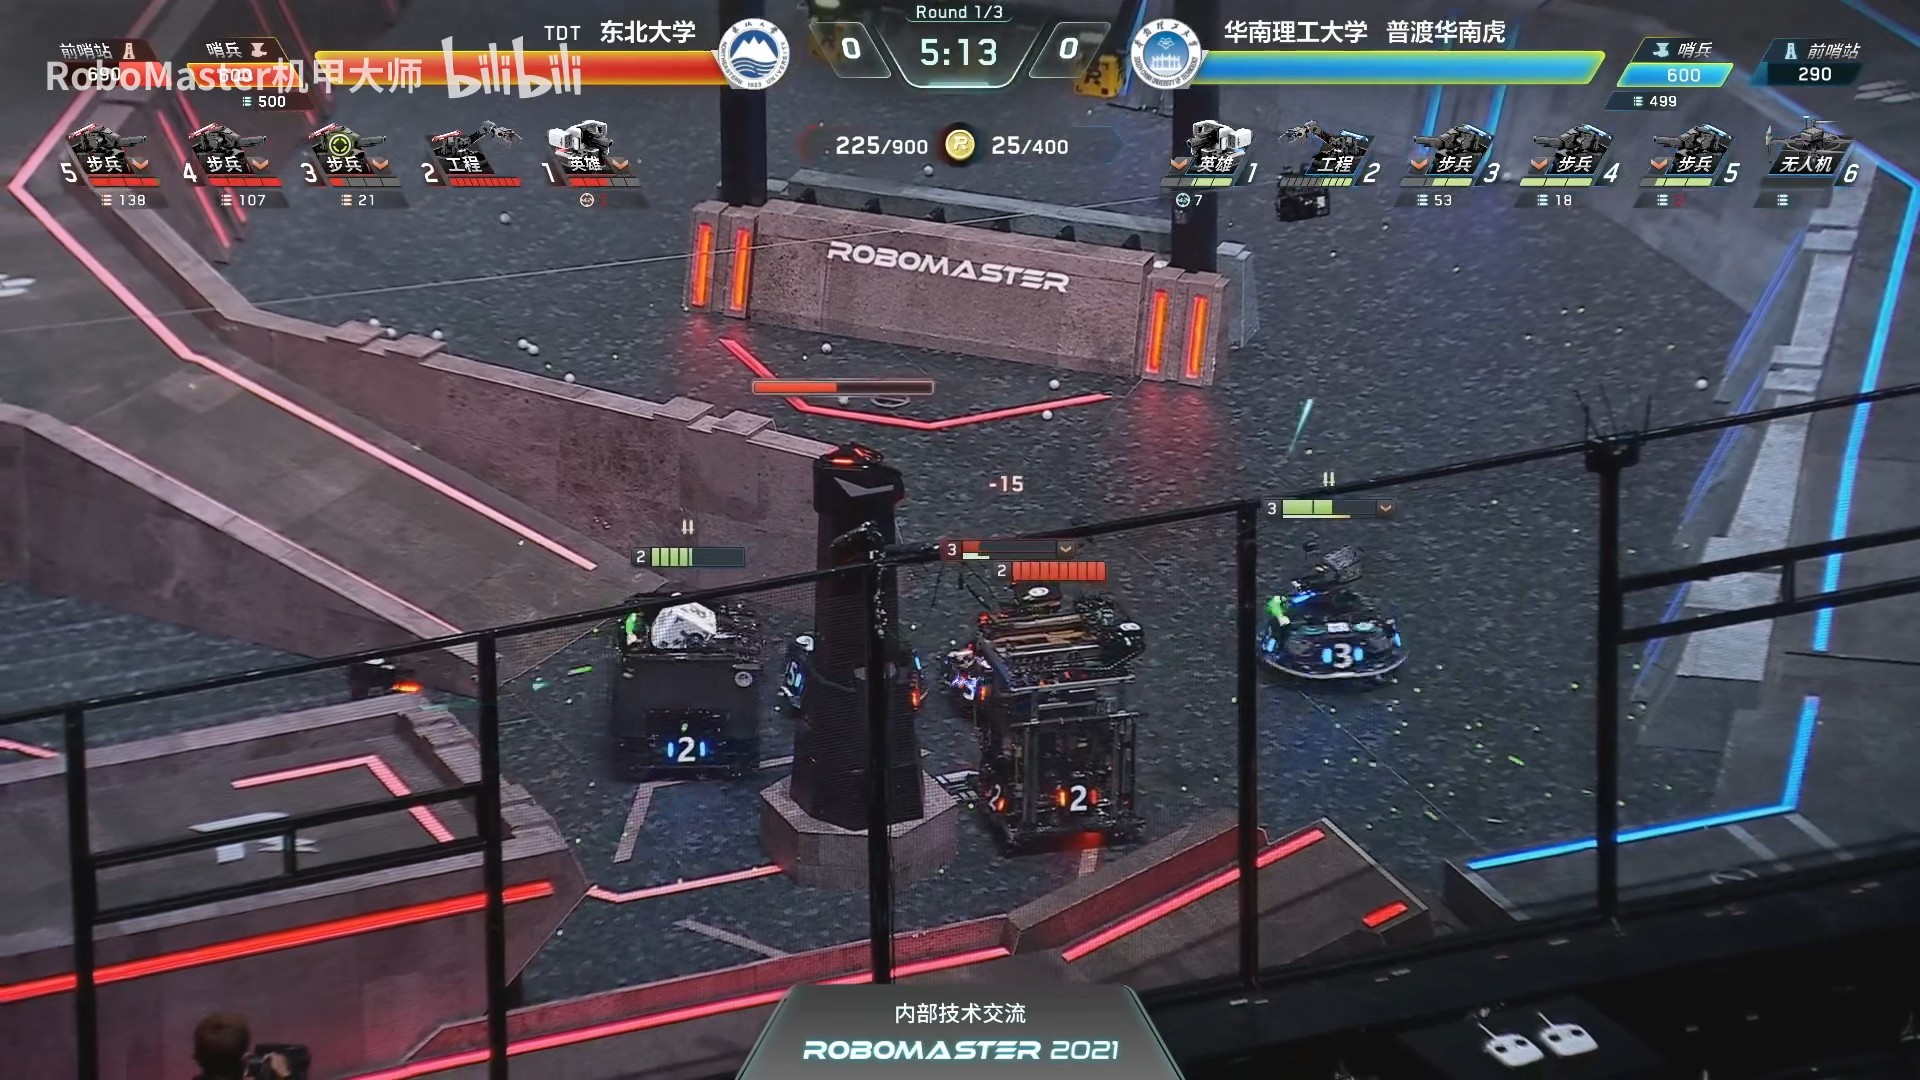 Round 1/3
TDT 东北大学
0
5:13
0
华南理工大学 普渡华南虎
前哨站
690
哨兵
600
500
RoboMaster机甲大师 bilibili
哨兵
600
499
前哨站
290
225/900
25/400
5 步兵
138
4 步兵
107
3 步兵
21
2 工程
1 英雄
英雄 1
7
工程 2
步兵 3
53
步兵 4
18
步兵 5
无人机 6
ROBOMASTER
-15
3
2
3
2
2
3
2
3
内部技术交流
ROBOMASTER 2021